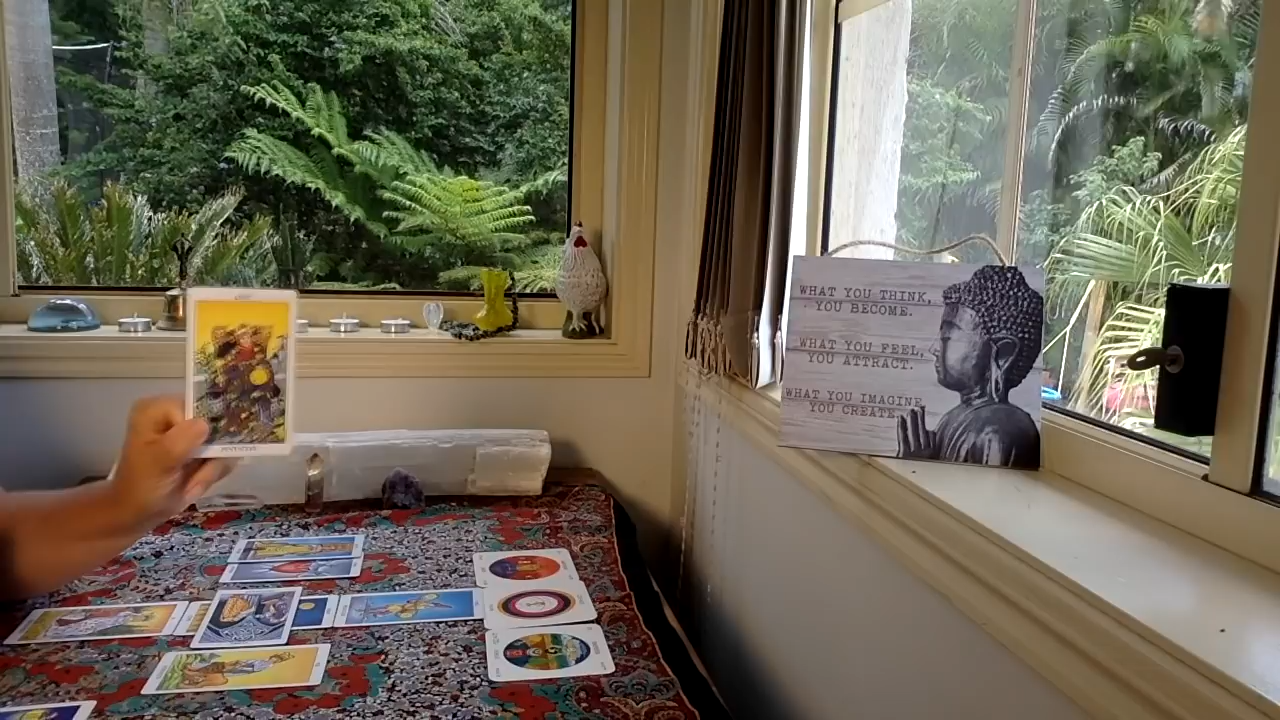 WHAT YOU THINK,
YOU BECOME.
WHAT YOU FEEL,
YOU ATTRACT.
WHAT YOU IMAGINE
YOU CREATE.